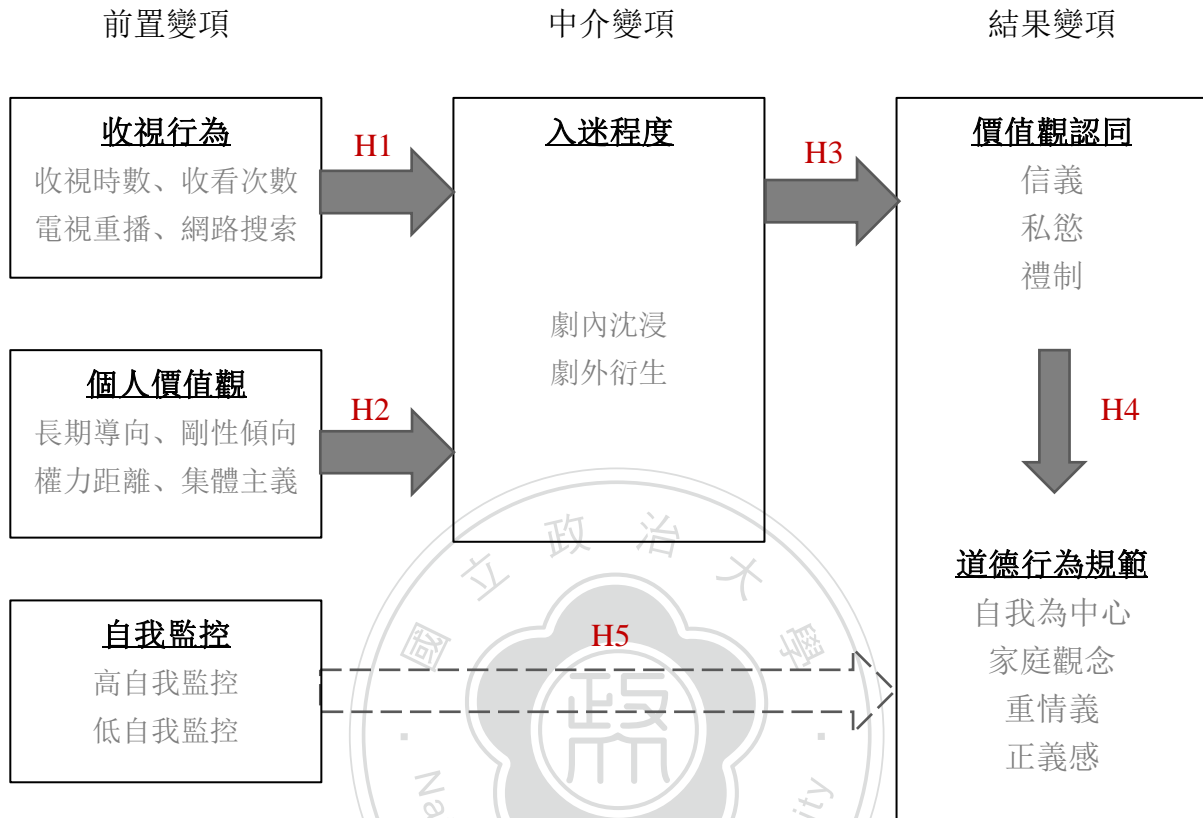 前置變項
中介變項
結果變項
收視行為
收視時數、收看次數
電視重播、網路搜索
H1
入迷程度
劇內沈浸
劇外衍生
H3
價值觀認同
信義
私慾
禮制
個人價值觀
長期導向、剛性傾向
權力距離、集體主義
H2
H4
道德行為規範
自我為中心
家庭觀念
重情義
正義感
自我監控
高自我監控
低自我監控
H5
國立政治大學